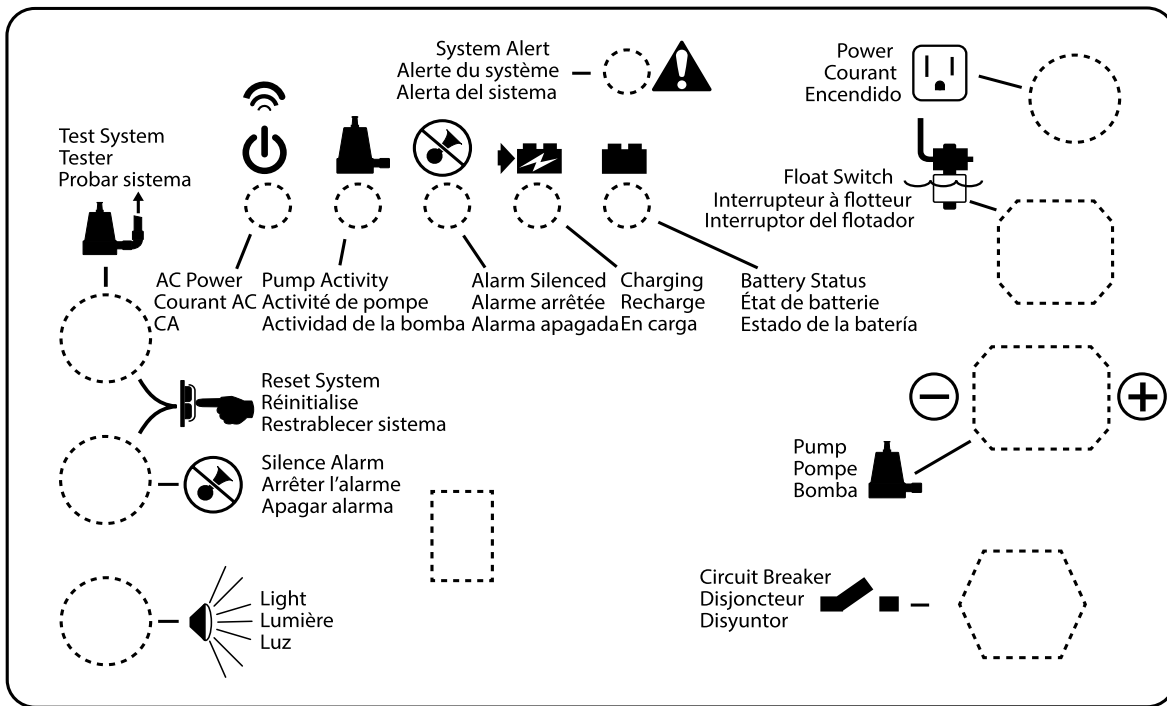 System Alert
Alerte du système
Alerta del sistema
Power
Courant
Encendido
Test System
Tester
Probar sistema
Float Switch
Interrupteur à flotteur
Interruptor del flotador
AC Power
Courant AC
CA
Pump Activity
Activité de pompe
Actividad de la bomba
Alarm Silenced
Alarme arrêtée
Alarma apagada
Charging
Recharge
En carga
Battery Status
État de batterie
Estado de la batería
Reset System
Réinitialise
Restrablecer sistema
Silence Alarm
Arrêter l’alarme
Apagar alarma
Pump
Pompe
Bomba
Circuit Breaker
Disjoncteur
Disyuntor
Light
Lumière
Luz